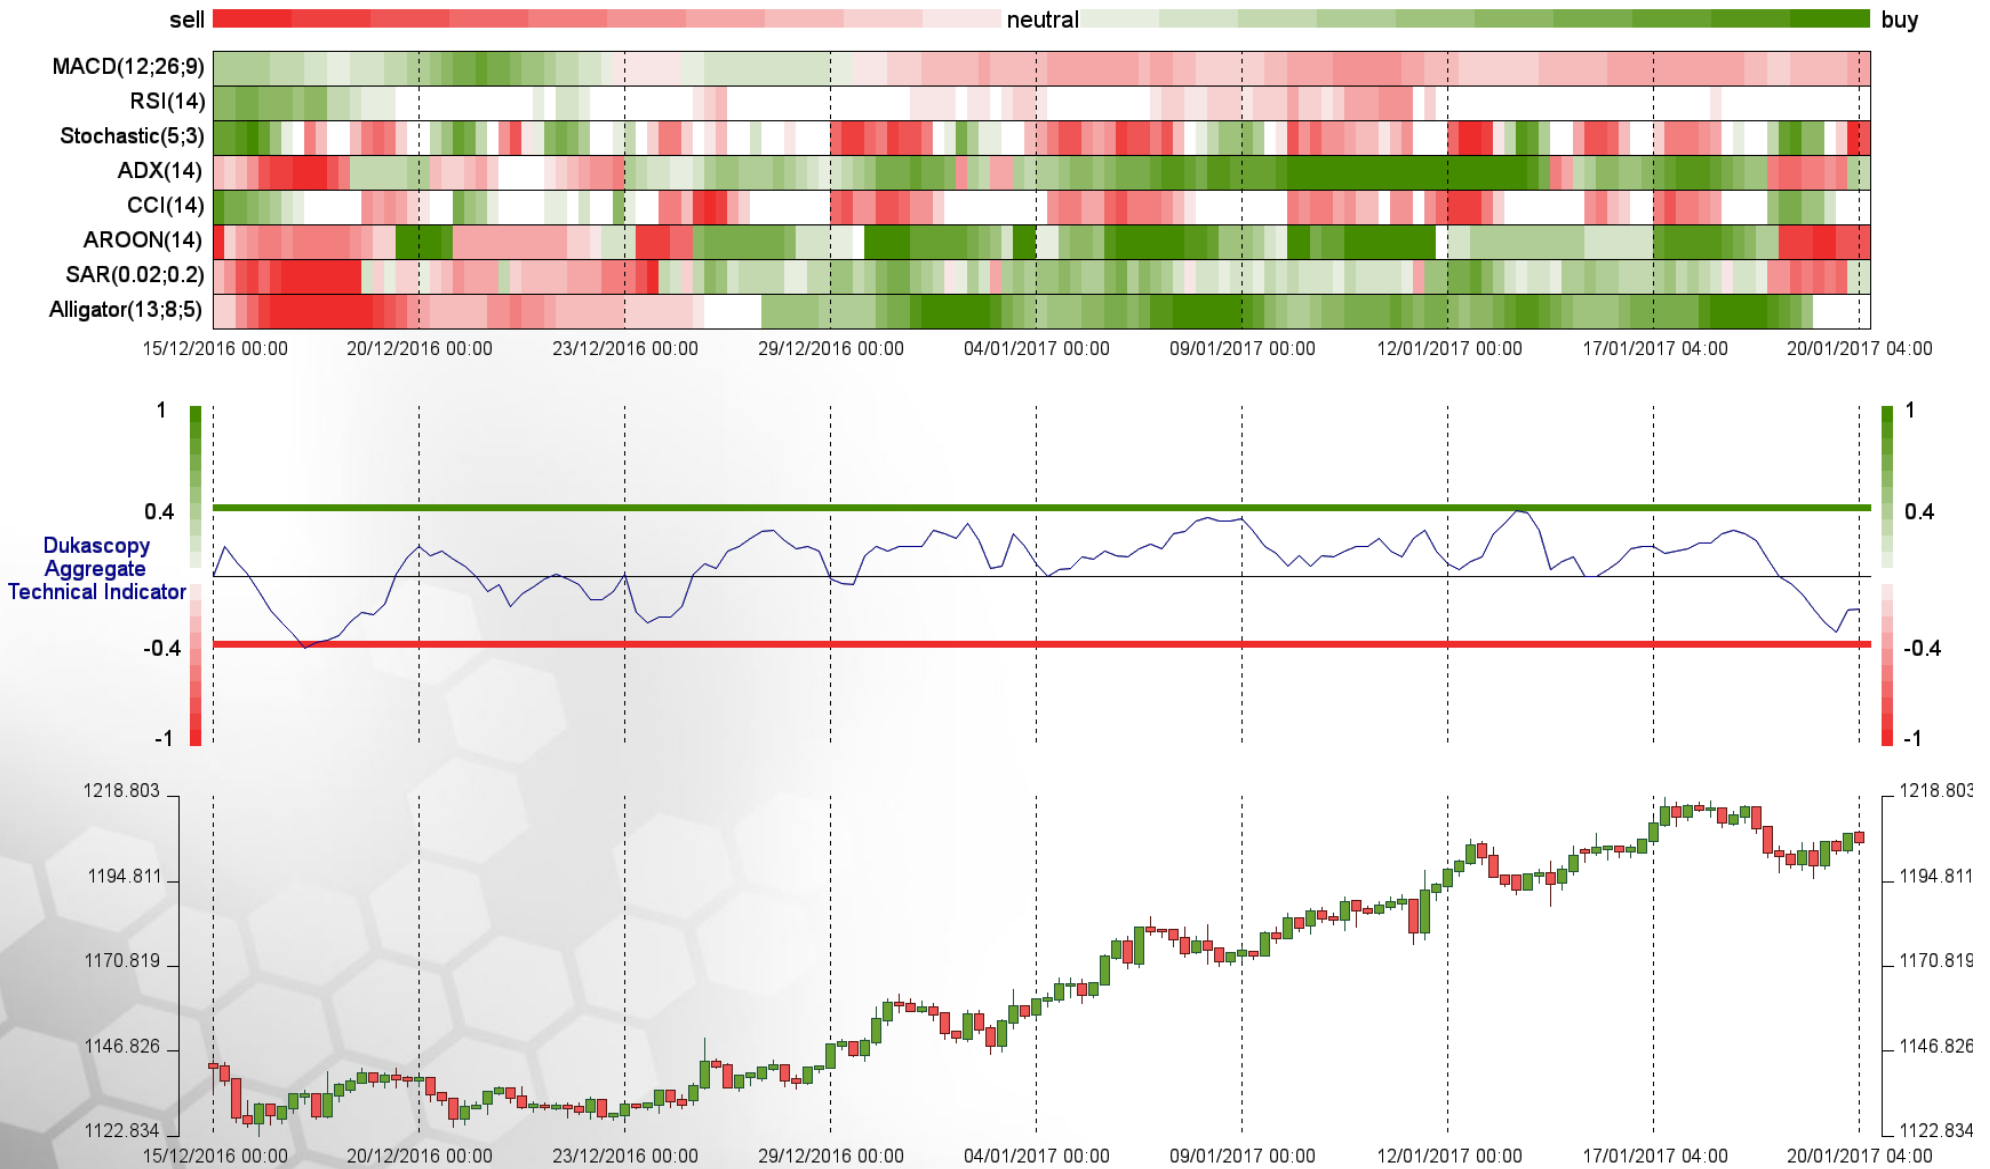 sell neutral buy
MACD(12;26;9)
RSI(14)
Stochastic(5;3)
ADX(14)
CCI(14)
AROON(14)
SAR(0.02;0.2)
Alligator(13;8;5)
15/12/2016 00:00 20/12/2016 00:00 23/12/2016 00:00 29/12/2016 00:00 04/01/2017 00:00 09/01/2017 00:00 12/01/2017 00:00 17/01/2017 04:00 20/01/2017 04:00
1 1
0.4 0.4
Dukascopy
Aggregate
Technical Indicator
-0.4 -0.4
-1 -1
1218.803 1218.803
1194.811 1194.811
1170.819 1170.819
1146.826 1146.826
1122.834 1122.834
15/12/2016 00:00 20/12/2016 00:00 23/12/2016 00:00 29/12/2016 00:00 04/01/2017 00:00 09/01/2017 00:00 12/01/2017 00:00 17/01/2017 04:00 20/01/2017 04:00